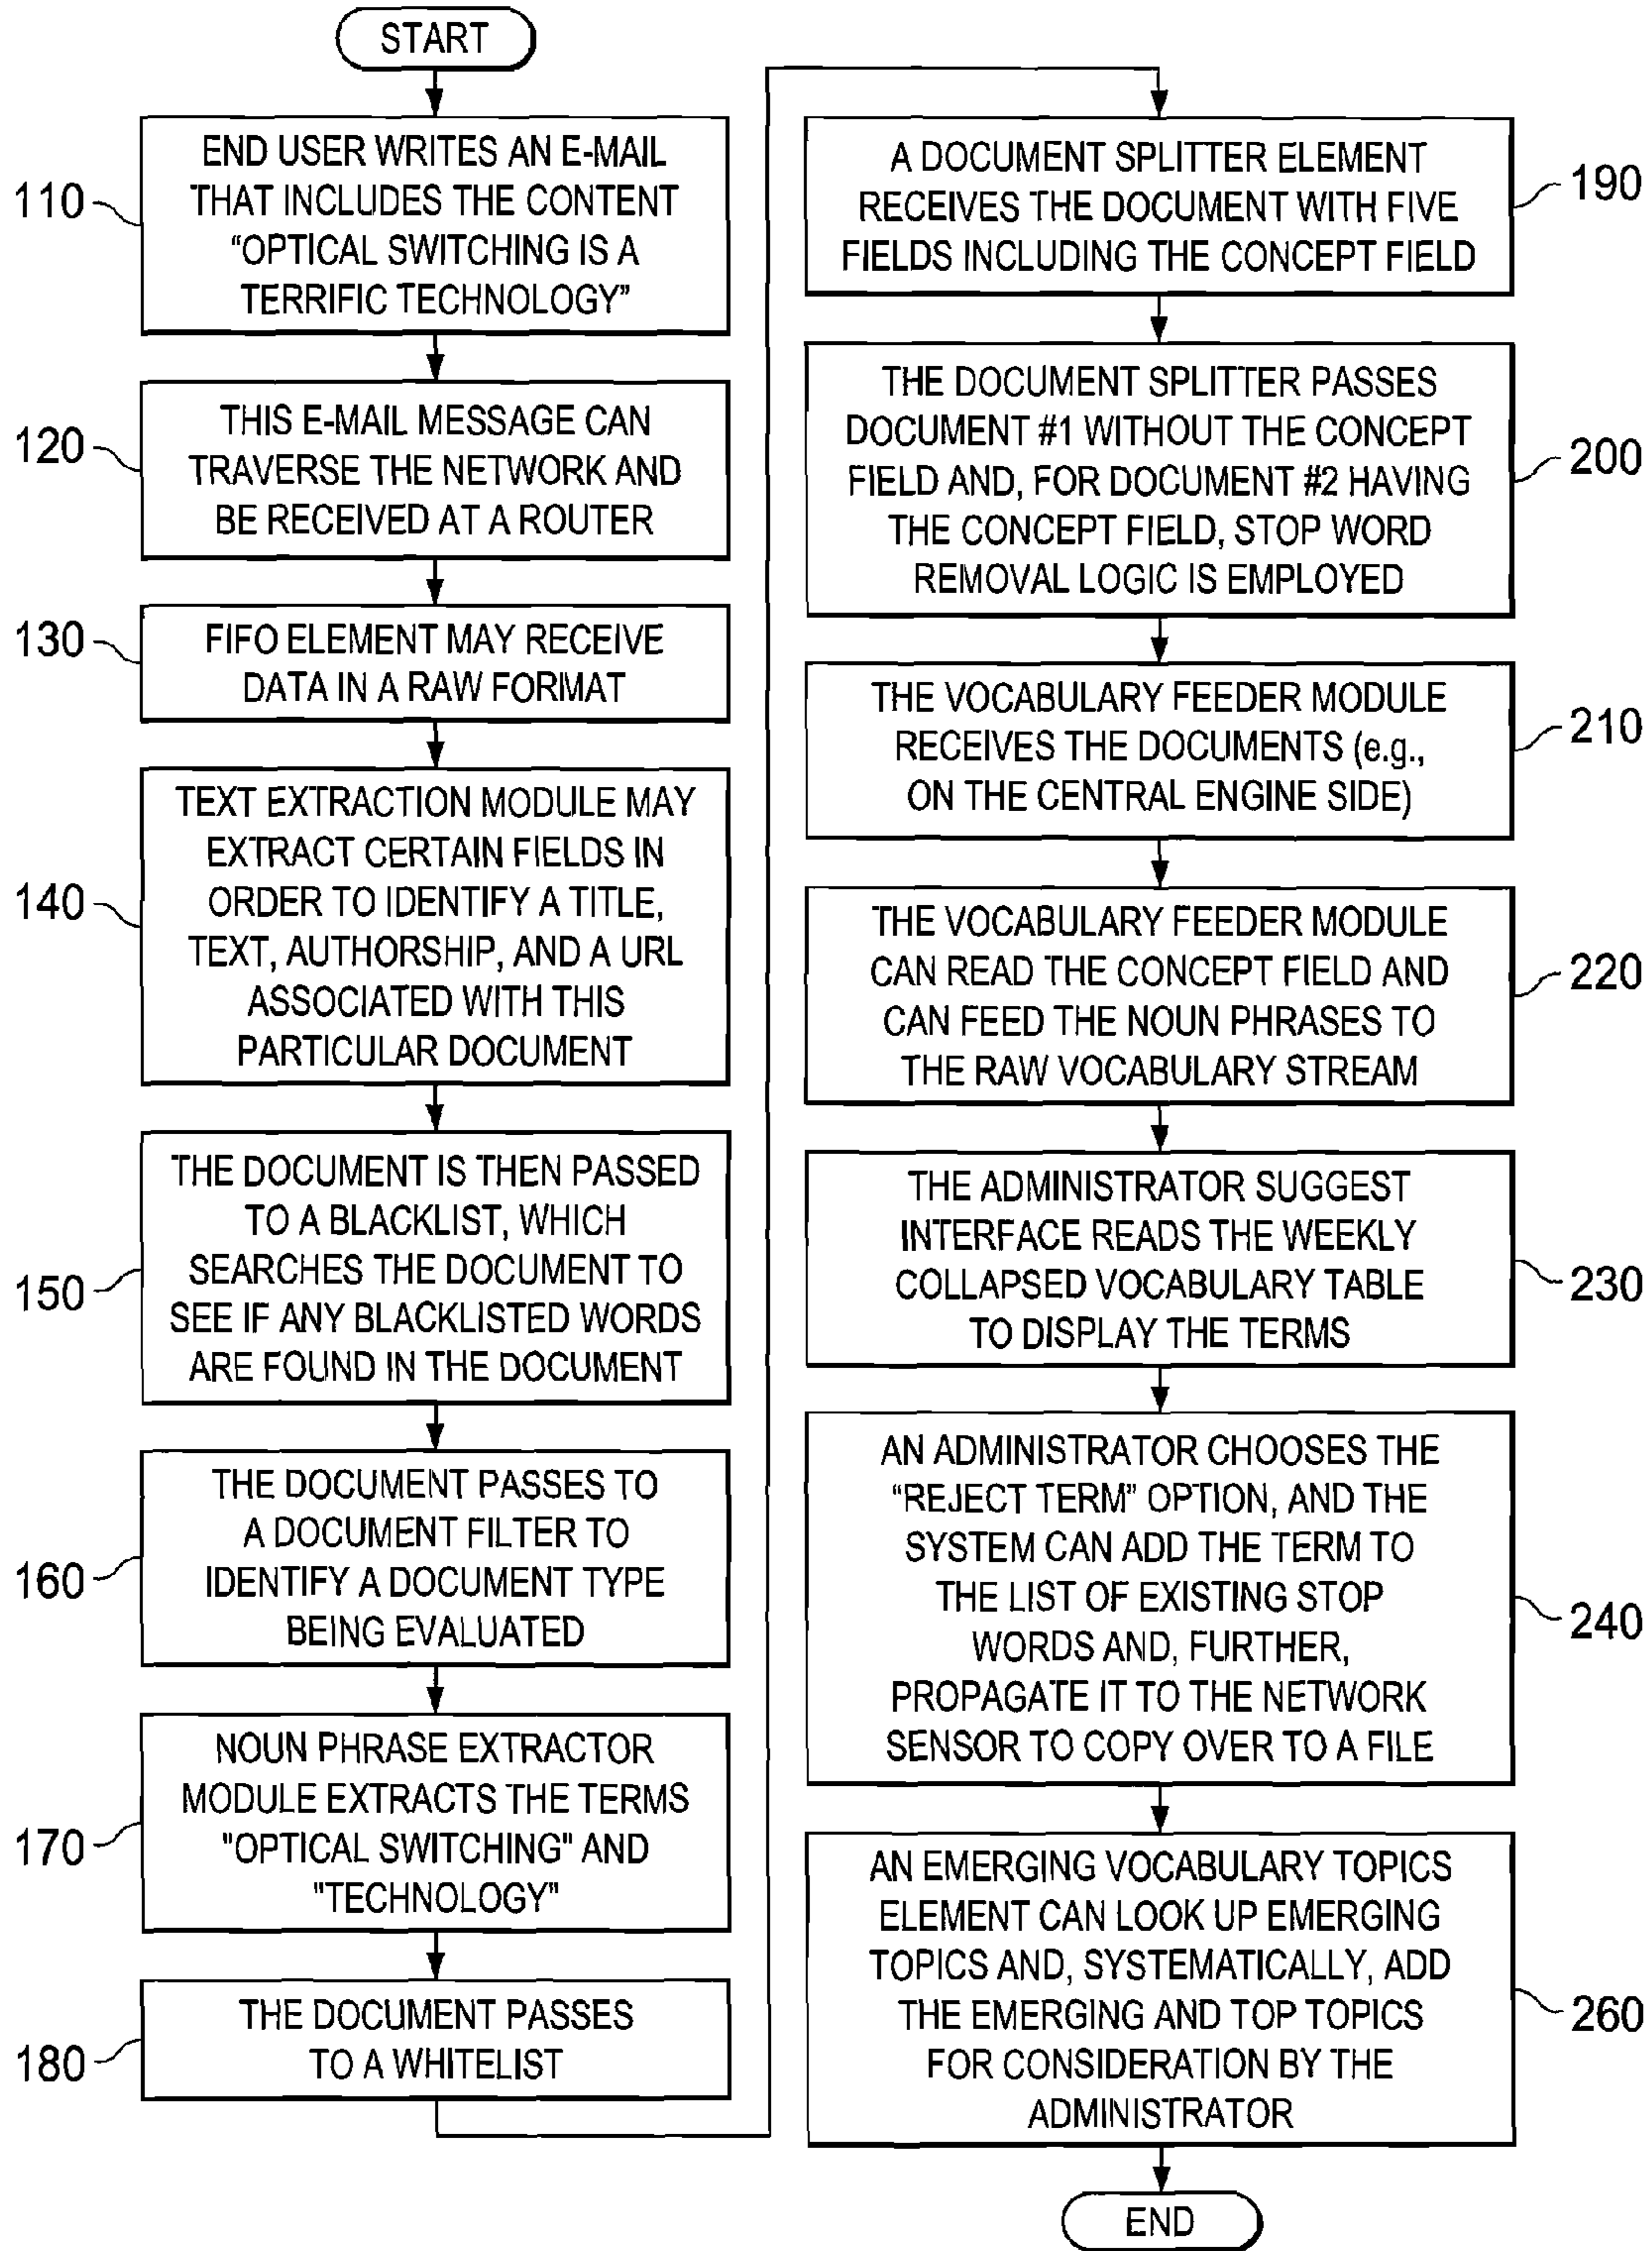 START
110
END USER WRITES AN E-MAIL
THAT INCLUDES THE CONTENT
“OPTICAL SWITCHING IS A
TERRIFIC TECHNOLOGY”
120
THIS E-MAIL MESSAGE CAN
TRAVERSE THE NETWORK AND
BE RECEIVED AT A ROUTER
130
FIFO ELEMENT MAY RECEIVE
DATA IN A RAW FORMAT
140
TEXT EXTRACTION MODULE MAY
EXTRACT CERTAIN FIELDS IN
ORDER TO IDENTIFY A TITLE,
TEXT, AUTHORSHIP, AND A URL
ASSOCIATED WITH THIS
PARTICULAR DOCUMENT
150
THE DOCUMENT IS THEN PASSED
TO A BLACKLIST, WHICH
SEARCHES THE DOCUMENT TO
SEE IF ANY BLACKLISTED WORDS
ARE FOUND IN THE DOCUMENT
160
THE DOCUMENT PASSES TO
A DOCUMENT FILTER TO
IDENTIFY A DOCUMENT TYPE
BEING EVALUATED
170
NOUN PHRASE EXTRACTOR
MODULE EXTRACTS THE TERMS
"OPTICAL SWITCHING" AND
"TECHNOLOGY"
180
THE DOCUMENT PASSES
TO A WHITELIST
A DOCUMENT SPLITTER ELEMENT
RECEIVES THE DOCUMENT WITH FIVE
FIELDS INCLUDING THE CONCEPT FIELD
190
THE DOCUMENT SPLITTER PASSES
DOCUMENT #1 WITHOUT THE CONCEPT
FIELD AND, FOR DOCUMENT #2 HAVING
THE CONCEPT FIELD, STOP WORD
REMOVAL LOGIC IS EMPLOYED
200
THE VOCABULARY FEEDER MODULE
RECEIVES THE DOCUMENTS (e.g.,
ON THE CENTRAL ENGINE SIDE)
210
THE VOCABULARY FEEDER MODULE
CAN READ THE CONCEPT FIELD AND
CAN FEED THE NOUN PHRASES TO
THE RAW VOCABULARY STREAM
220
THE ADMINISTRATOR SUGGEST
INTERFACE READS THE WEEKLY
COLLAPSED VOCABULARY TABLE
TO DISPLAY THE TERMS
230
AN ADMINISTRATOR CHOOSES THE
“REJECT TERM” OPTION, AND THE
SYSTEM CAN ADD THE TERM TO
THE LIST OF EXISTING STOP
WORDS AND, FURTHER,
PROPAGATE IT TO THE NETWORK
SENSOR TO COPY OVER TO A FILE
240
AN EMERGING VOCABULARY TOPICS
ELEMENT CAN LOOK UP EMERGING
TOPICS AND, SYSTEMATICALLY, ADD
THE EMERGING AND TOP TOPICS
FOR CONSIDERATION BY THE
ADMINISTRATOR
260
END